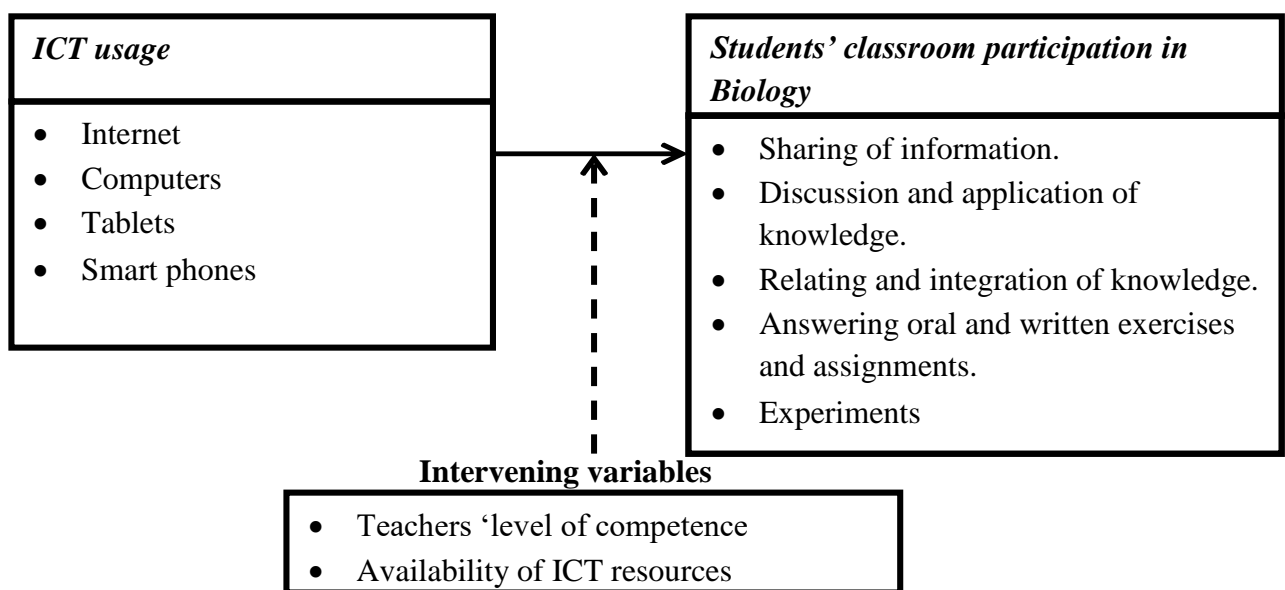 ICT usage
• Internet
• Computers
• Tablets
• Smart phones
Students’ classroom participation in
Biology
• Sharing of information.
• Discussion and application of
knowledge.
• Relating and integration of knowledge.
• Answering oral and written exercises
and assignments.
• Experiments
Intervening variables
• Teachers ‘level of competence
• Availability of ICT resources